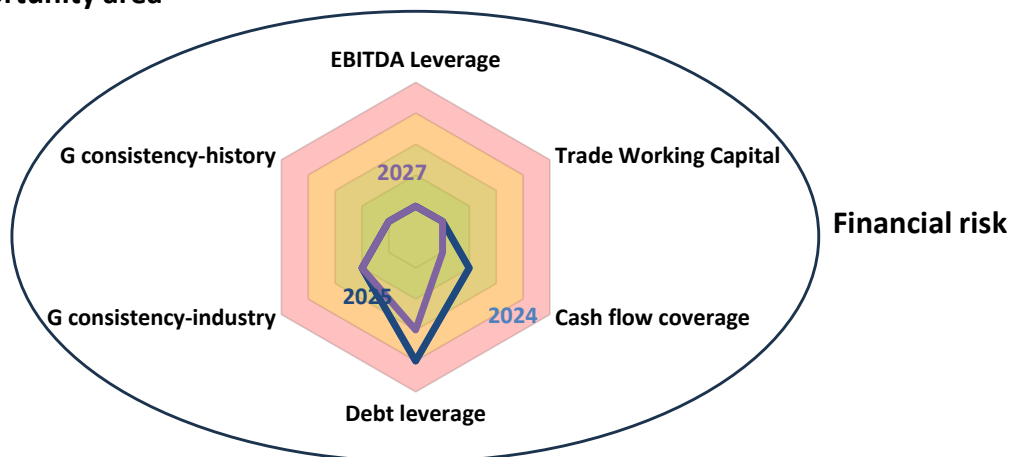 EBITDA Leverage
G consistency-history
Trade Working Capital
2027
Financial risk
2025
2024
G consistency-industry
Cash flow coverage
Debt leverage